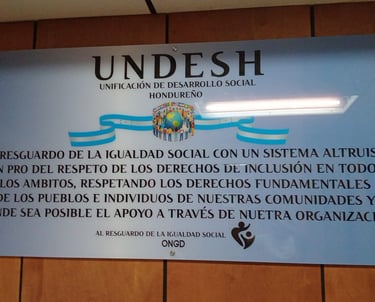 UNDESH
UNIFICACIÓN DE DESARROLLO SOCIAL
HONDUREÑO
RESGUARDO DE LA IGUALDAD SOCIAL CON UN SISTEMA ALTRUIS
N PRO DEL RESPETO DE LOS DERECHOS DE INCLUSIÓN EN TODO
LOS AMBITOS, RESPETANDO LOS DERECHOS FUNDAMENTALES
DE LOS PUEBLOS E INDIVIDUOS DE NUESTRAS COMUNIDADES Y
NDE SEA POSIBLE EL APOYO A TRAVÉS DE NUETRA ORGANIZAC
AL RESGUARDO DE LA IGUALDAD SOCIAL
ONGD